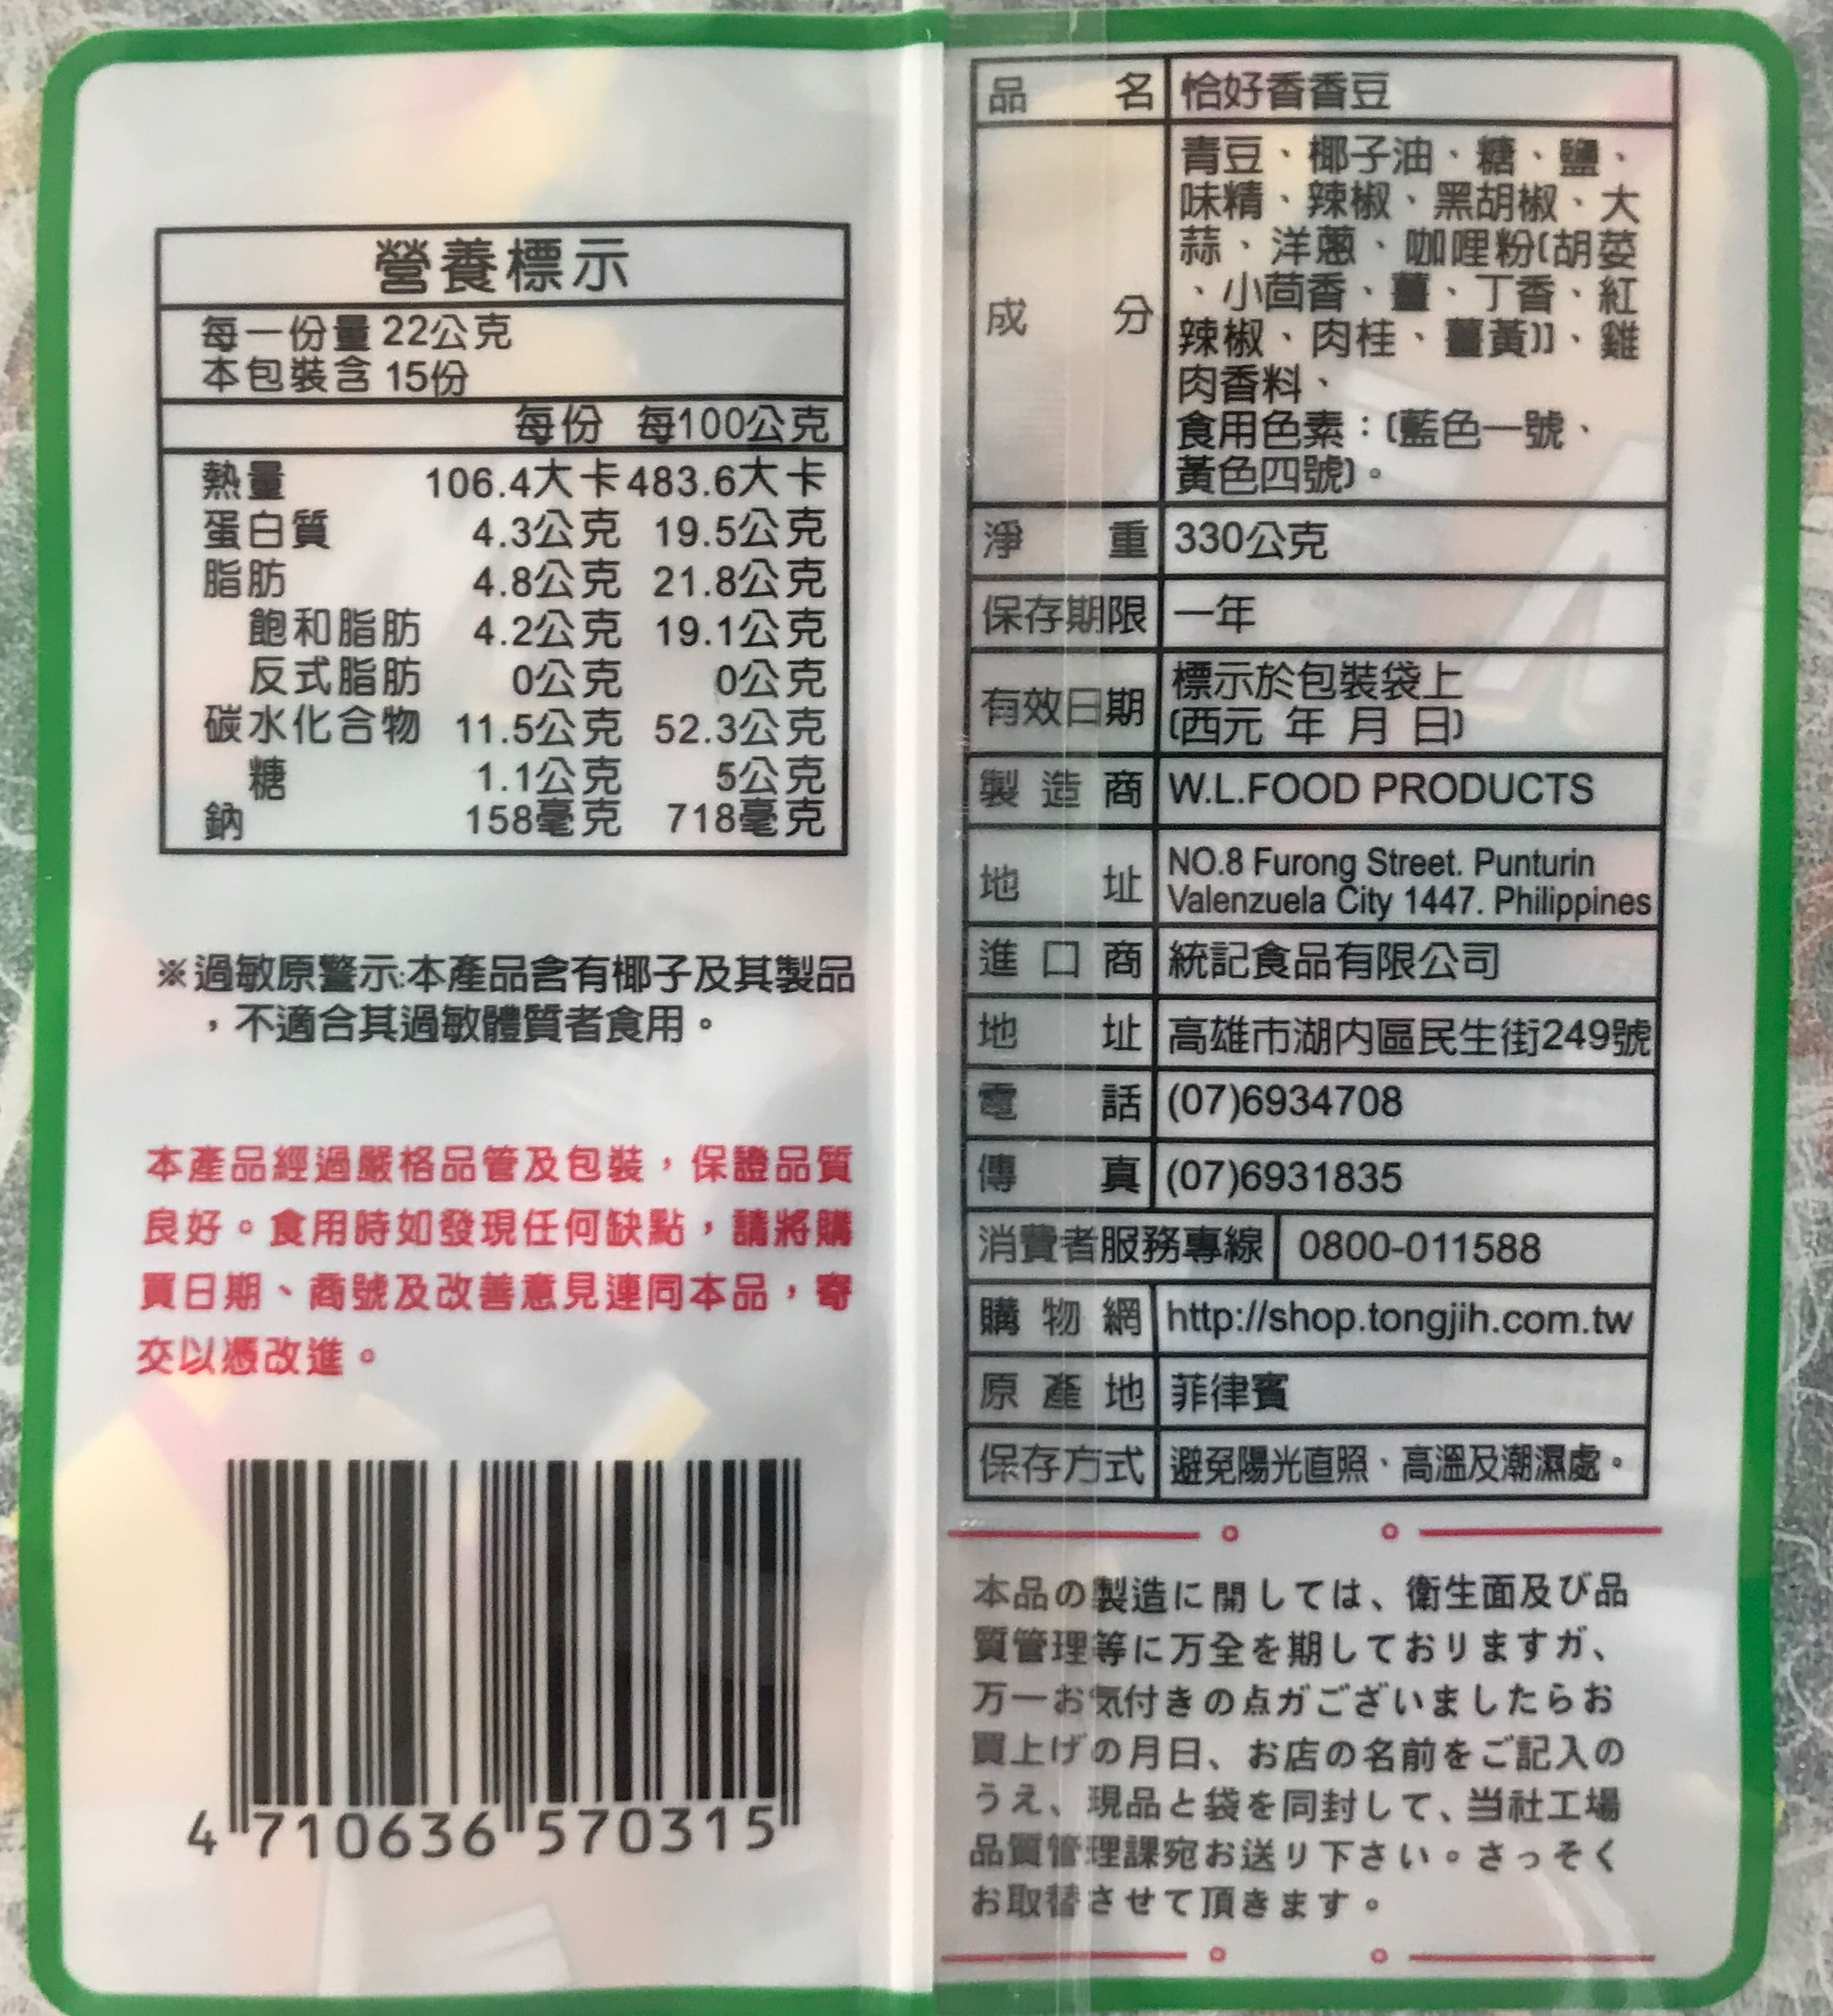 營養標示
每一份量 22公克
本包裝含 15份
每份 每100公克
熱量 106.4大卡 483.6大卡
蛋白質 4.3公克 19.5公克
脂肪 4.8公克 21.8公克
飽和脂肪 4.2公克 19.1公克
反式脂肪 0公克 0公克
碳水化合物 11.5公克 52.3公克
糖 1.1公克 5公克
鈉 158毫克 718毫克
※過敏原警示:本產品含有椰子及其製品
，不適合其過敏體質者食用。
本產品經過嚴格品管及包裝，保證品質
良好。食用時如發現任何缺點，請將購
買日期、商號及改善意見連同本品，寄
交以憑改進。
4 710636 570315
品名 恰好香香豆
成分 青豆、椰子油、糖、鹽、
味精、辣椒、黑胡椒、大
蒜、洋蔥、咖哩粉(胡荽
、小茴香、薑、丁香、紅
辣椒、肉桂、薑黃))、雞
肉香料、
食用色素：(藍色一號、
黃色四號)。
淨重 330公克
保存期限 一年
有效日期 標示於包裝袋上
(西元 年 月 日)
製造商 W.L.FOOD PRODUCTS
地址 NO.8 Furong Street. Punturin
Valenzuela City 1447. Philippines
進口商 統記食品有限公司
地址 高雄市湖内區民生街249號
電話 (07)6934708
傳真 (07)6931835
消費者服務專線 0800-011588
購物網 http://shop.tongjih.com.tw
原產地 菲律賓
保存方式 避免陽光直照、高溫及潮濕處。
本品の製造に開しては、衛生面及び品
質管理等に万全を期しておりますガ、
万一お気付きの点ガございましたらお
買上げの月日、お店の名前をご記入の
うえ、現品と袋を同封して、当社工場
品質管理課宛お送り下さい。さっそく
お取替させて頂きます。